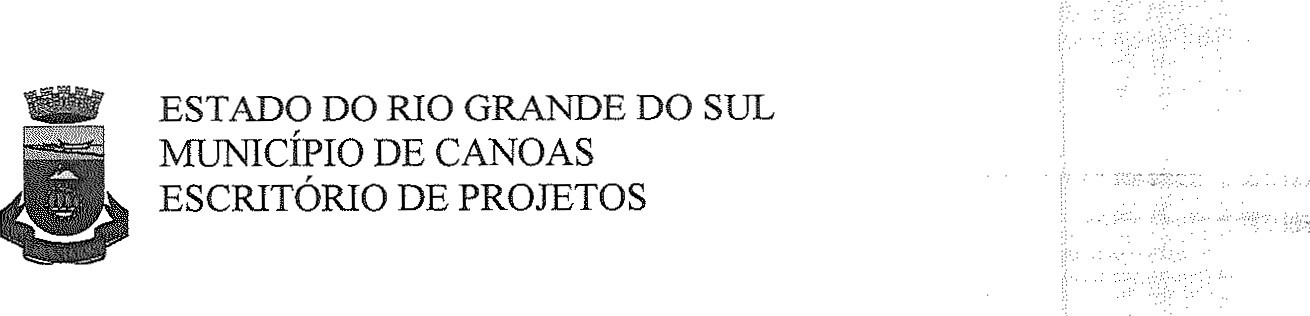 ESTADO DO RIO GRANDE DO SUL
MUNICÍPIO DE CANOAS
ESCRITÓRIO DE PROJETOS